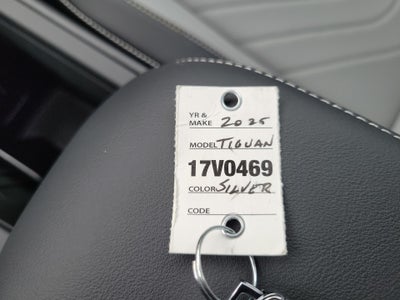 YR &
MAKE 2025
MODEL TIGUAN
17V0469
COLOR SILVER
CODE